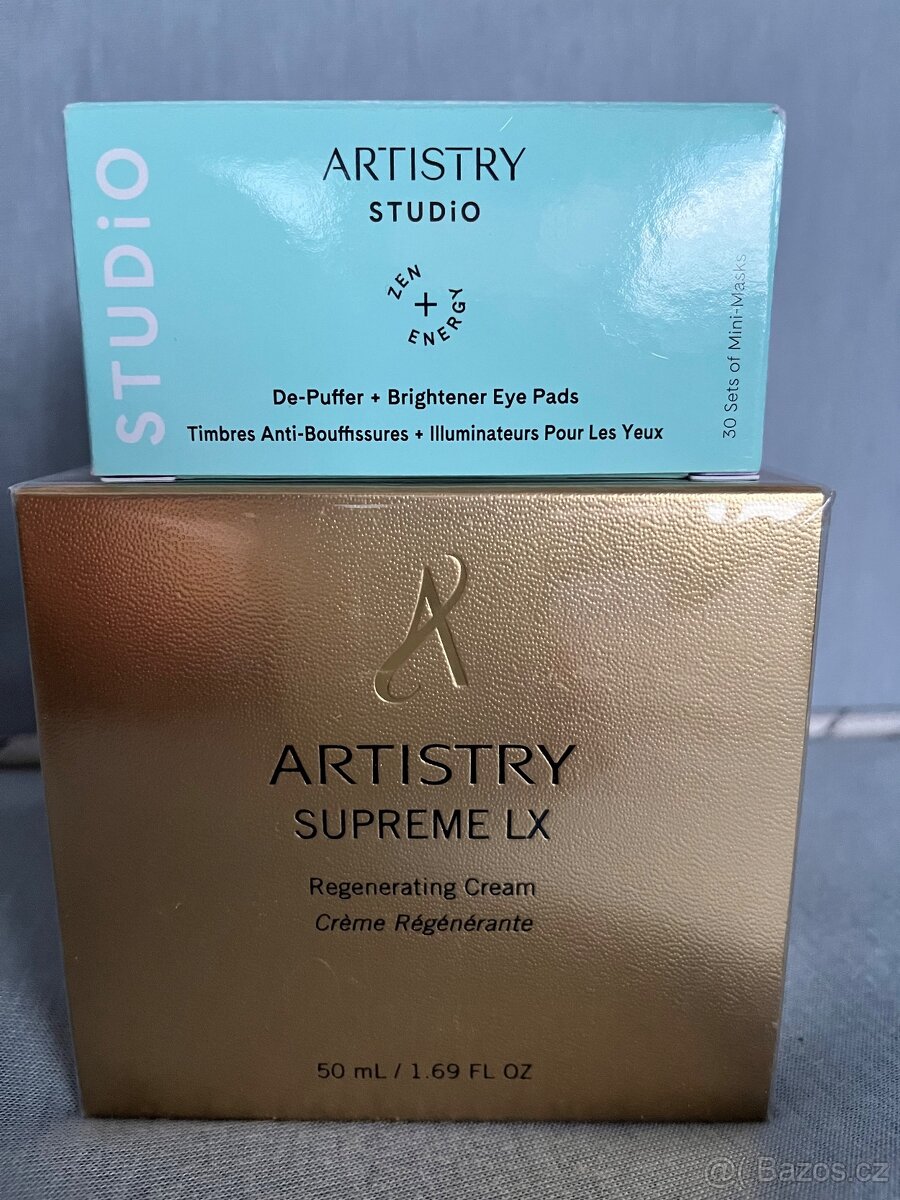 STUDiO
ARTISTRY
STUDiO
ZEN
+
ENERGY
De-Puffer + Brightener Eye Pads
Timbres Anti-Bouffissures + Illuminateurs Pour Les Yeux
30 Sets of Mini-Masks
A
ARTISTRY
SUPREME LX
Regenerating Cream
Crème Régénérante
50 mL / 1.69 FL OZ
@( Bazos.cz